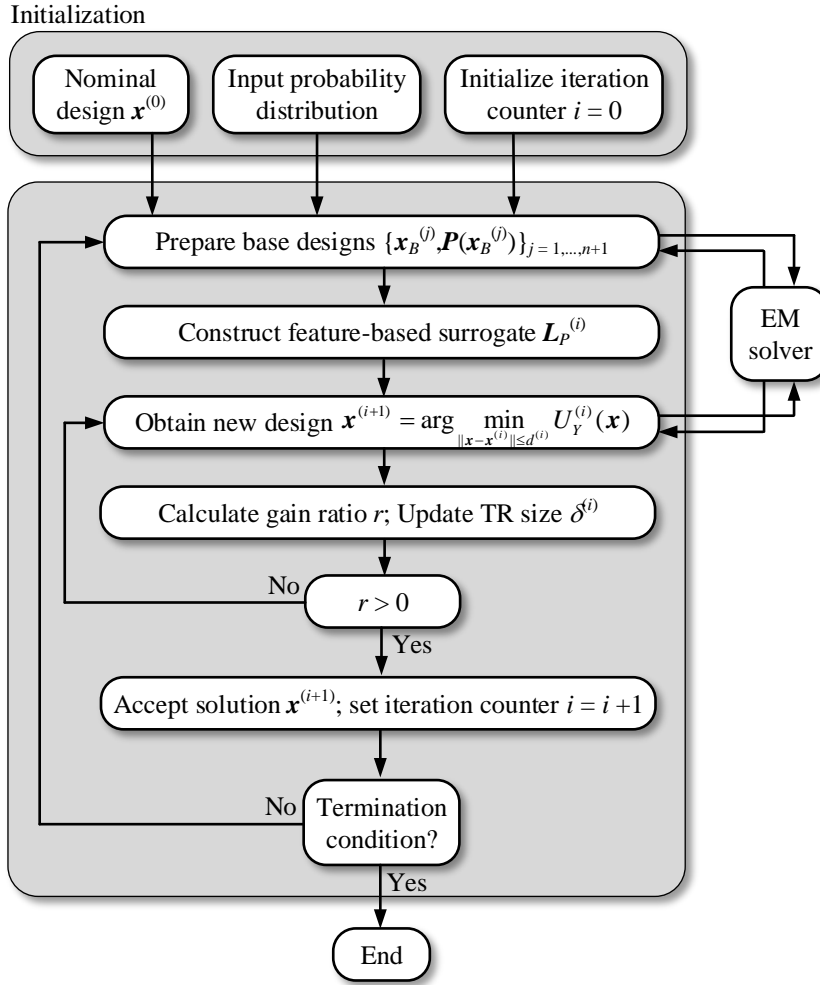 Initialization
Nominal
design x^(0)
Input probability
distribution
Initialize iteration
counter i = 0
Prepare base designs {x_B^(j),P(x_B^(j))}_j = 1,...,n+1
Construct feature-based surrogate L_P^(i)
EM
solver
Obtain new design x^(i+1) = arg min_||x−x^(i)||≤d^(i) U_Y^(i)(x)
Calculate gain ratio r; Update TR size δ^(i)
No
r > 0
Yes
Accept solution x^(i+1); set iteration counter i = i +1
No
Termination
condition?
Yes
End